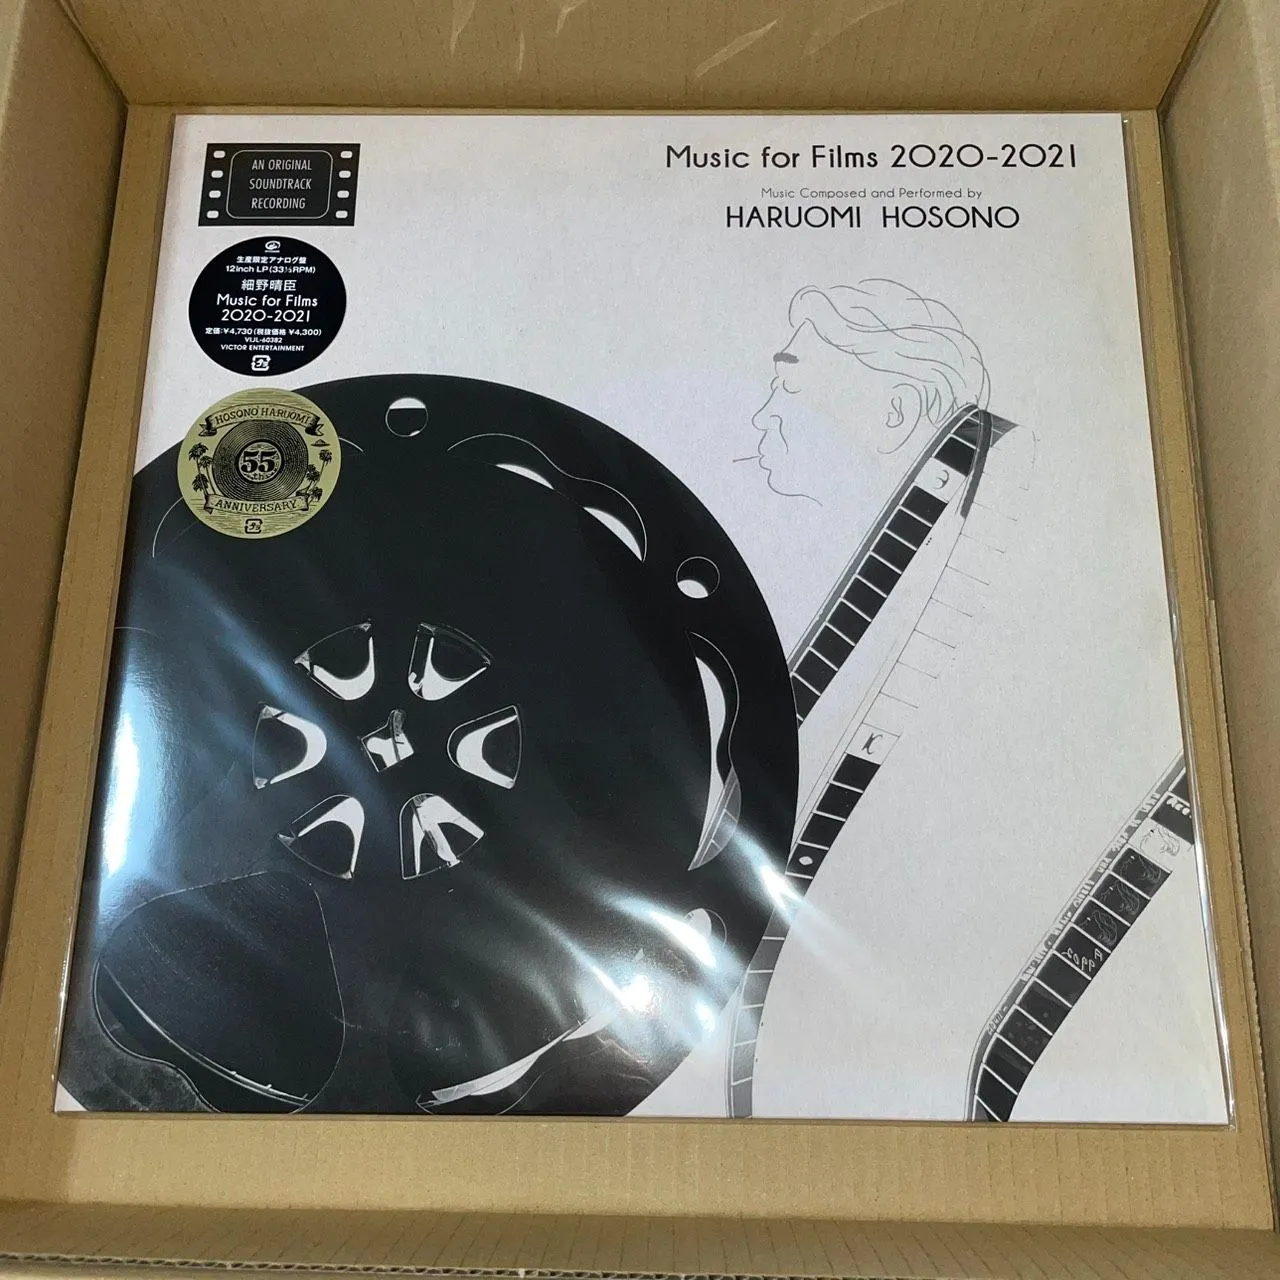 AN ORIGINAL
SOUNDTRACK
RECORDING
Music for Films 2020-2021
Music Composed and Performed by
HARUOMI HOSONO
生産限定アナログ盤
12inch LP (33⅓RPM)
細野晴臣
Music for Films
2020-2021
定価:¥4,730(税抜価格 ¥4,300)
VIJL-60382
VICTOR ENTERTAINMENT
HOSONO HARUOMI
55
th
ANNIVERSARY